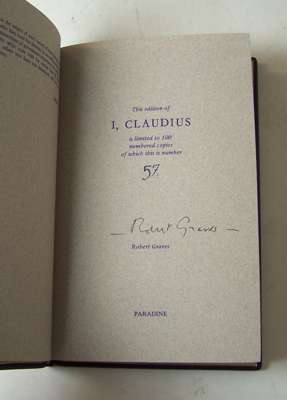 This edition of
I, CLAUDIUS
is limited to 100
numbered copies
of which this is number
57.
Robert Graves
Robert Graves
PARADINE